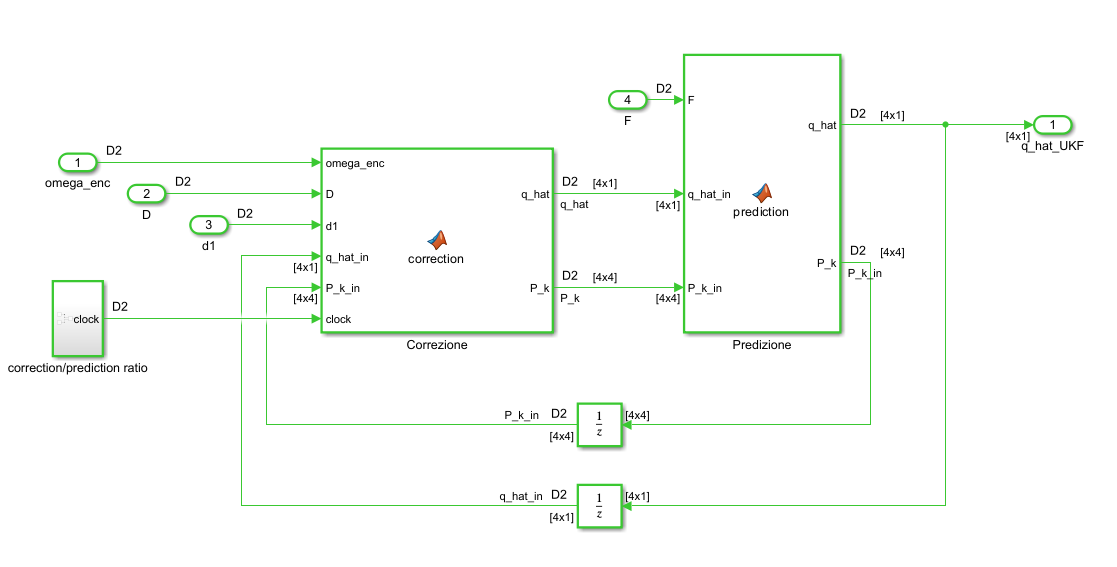 4
D2
F
F
D2
[4x1]
q_hat
1
[4x1]
q_hat_UKF
1
D2
omega_enc
omega_enc
2
D2
D
D
3
D2
d1
d1
q_hat_in
[4x1]
P_k_in
[4x4]
clock
correction
Correzione
q_hat
D2
[4x1]
q_hat
P_k
D2
[4x4]
P_k
q_hat_in
[4x1]
P_k_in
[4x4]
prediction
Predizione
P_k
D2
[4x4]
P_k_in
clock
D2
correction/prediction ratio
P_k_in
D2
[4x4]
1
z
[4x4]
q_hat_in
D2
[4x1]
1
z
[4x1]